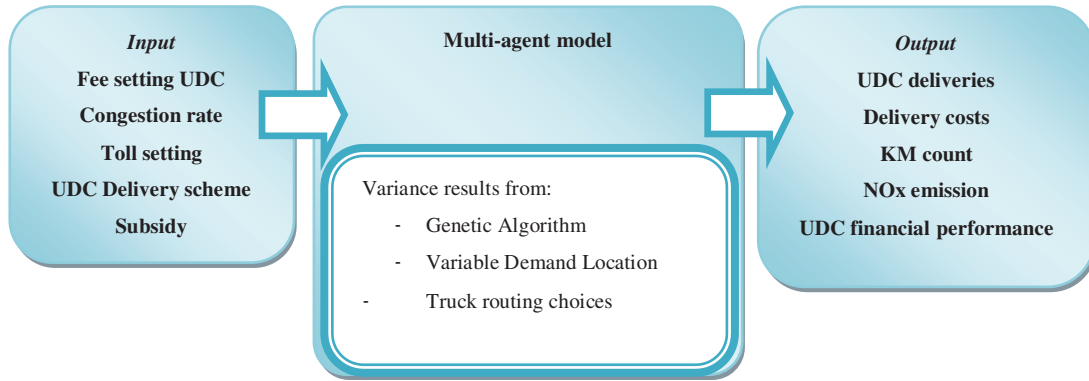 Input
Fee setting UDC
Congestion rate
Toll setting
UDC Delivery scheme
Subsidy
Multi-agent model
Variance results from:
- Genetic Algorithm
- Variable Demand Location
- Truck routing choices
Output
UDC deliveries
Delivery costs
KM count
NOx emission
UDC financial performance